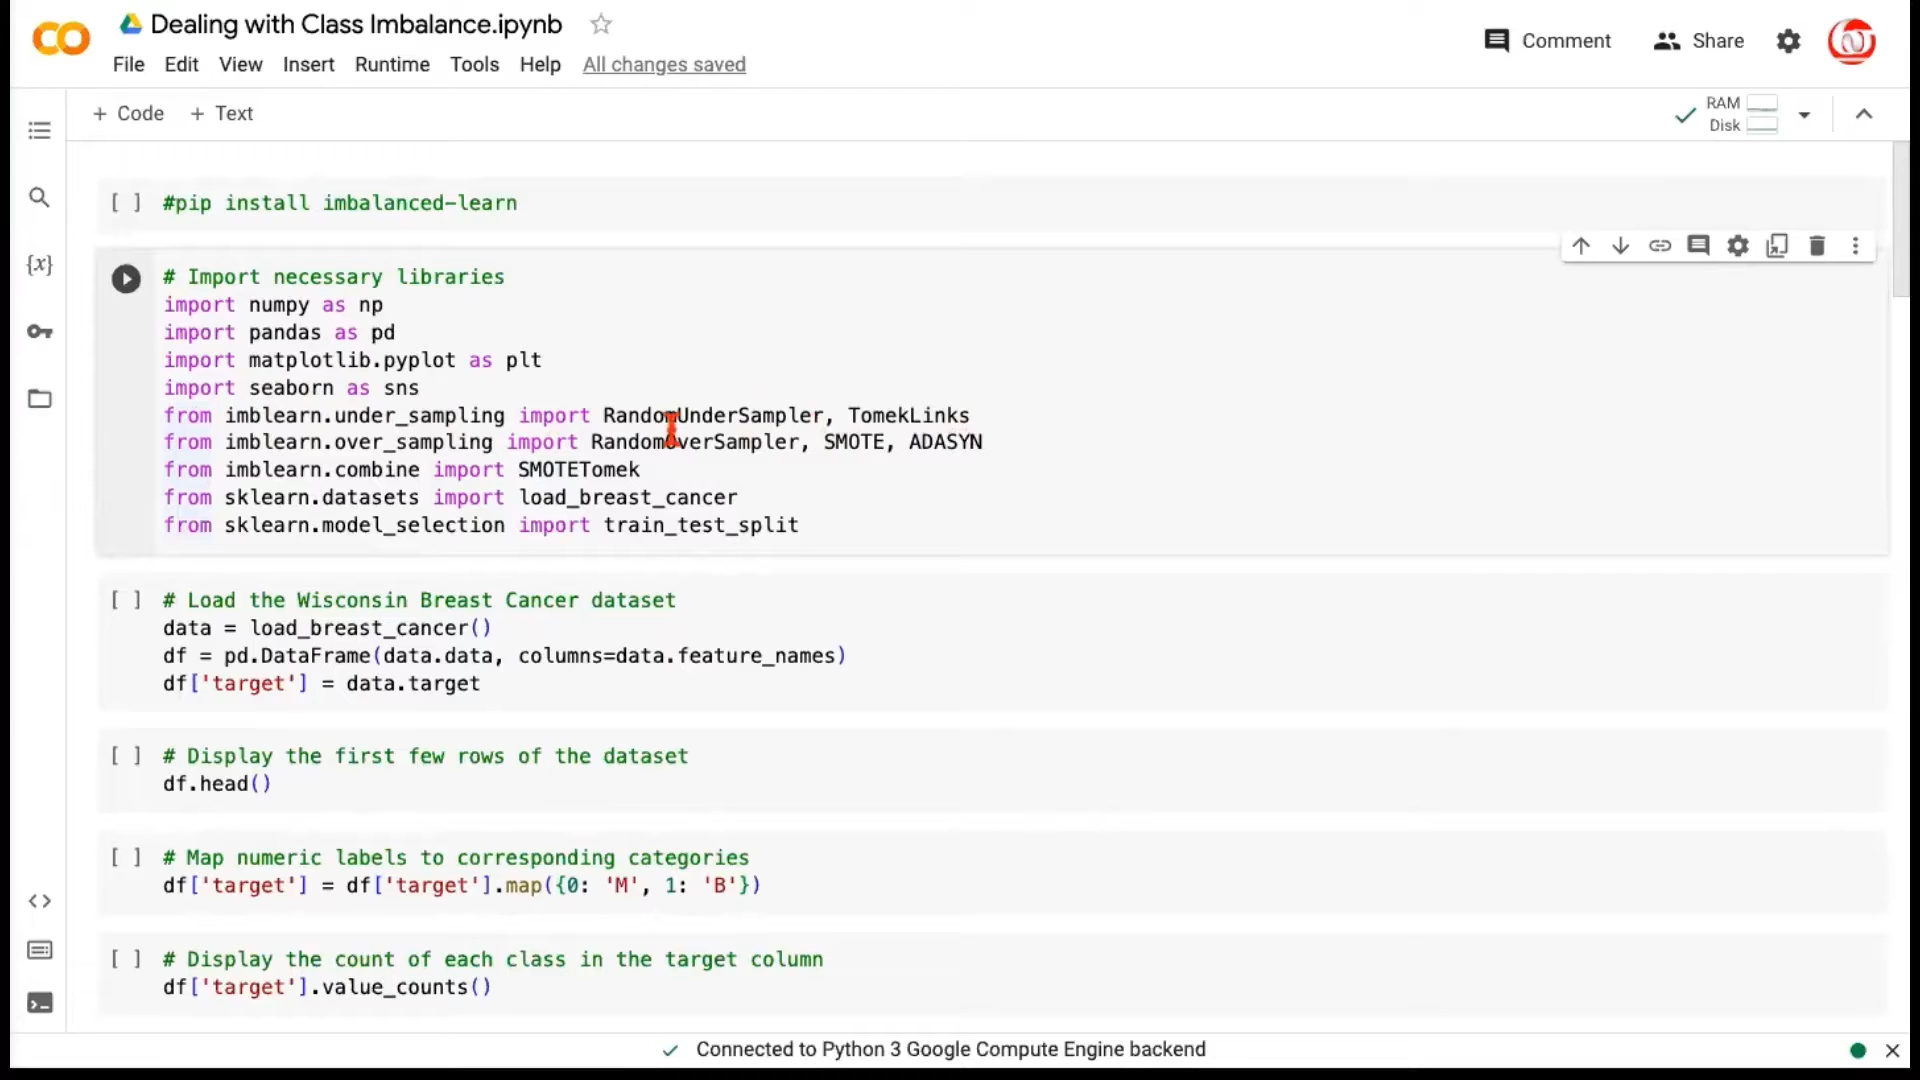 Dealing with Class Imbalance.ipynb
File Edit View Insert Runtime Tools Help All changes saved
Comment Share
+ Code + Text
RAM
Disk
[ ] #pip install imbalanced-learn
# Import necessary libraries
import numpy as np
import pandas as pd
import matplotlib.pyplot as plt
import seaborn as sns
from imblearn.under_sampling import RandomUnderSampler, TomekLinks
from imblearn.over_sampling import RandomOverSampler, SMOTE, ADASYN
from imblearn.combine import SMOTETomek
from sklearn.datasets import load_breast_cancer
from sklearn.model_selection import train_test_split
{x}
[ ] # Load the Wisconsin Breast Cancer dataset
data = load_breast_cancer()
df = pd.DataFrame(data.data, columns=data.feature_names)
df['target'] = data.target
[ ] # Display the first few rows of the dataset
df.head()
[ ] # Map numeric labels to corresponding categories
df['target'] = df['target'].map({0: 'M', 1: 'B'})
[ ] # Display the count of each class in the target column
df['target'].value_counts()
Connected to Python 3 Google Compute Engine backend